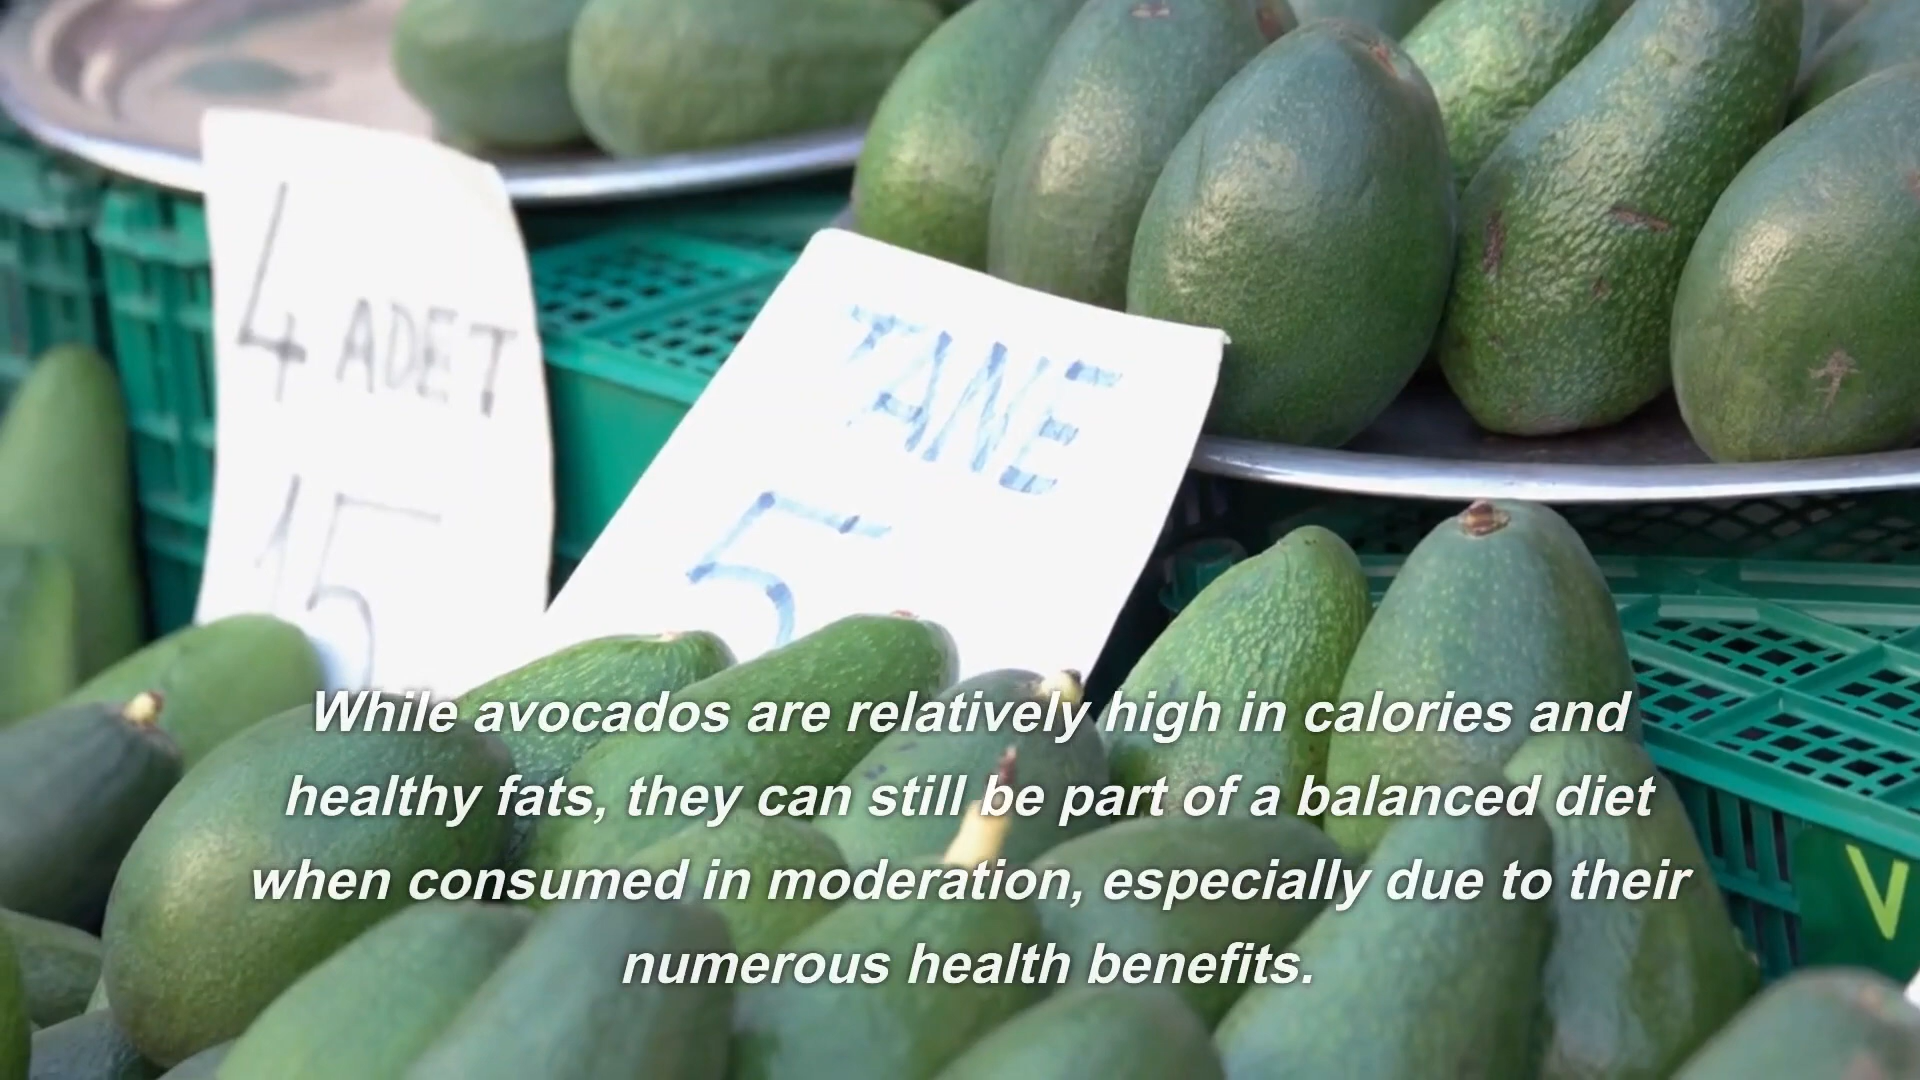 4 ADET
15
TANE
5
While avocados are relatively high in calories and
healthy fats, they can still be part of a balanced diet
when consumed in moderation, especially due to their
numerous health benefits.
V